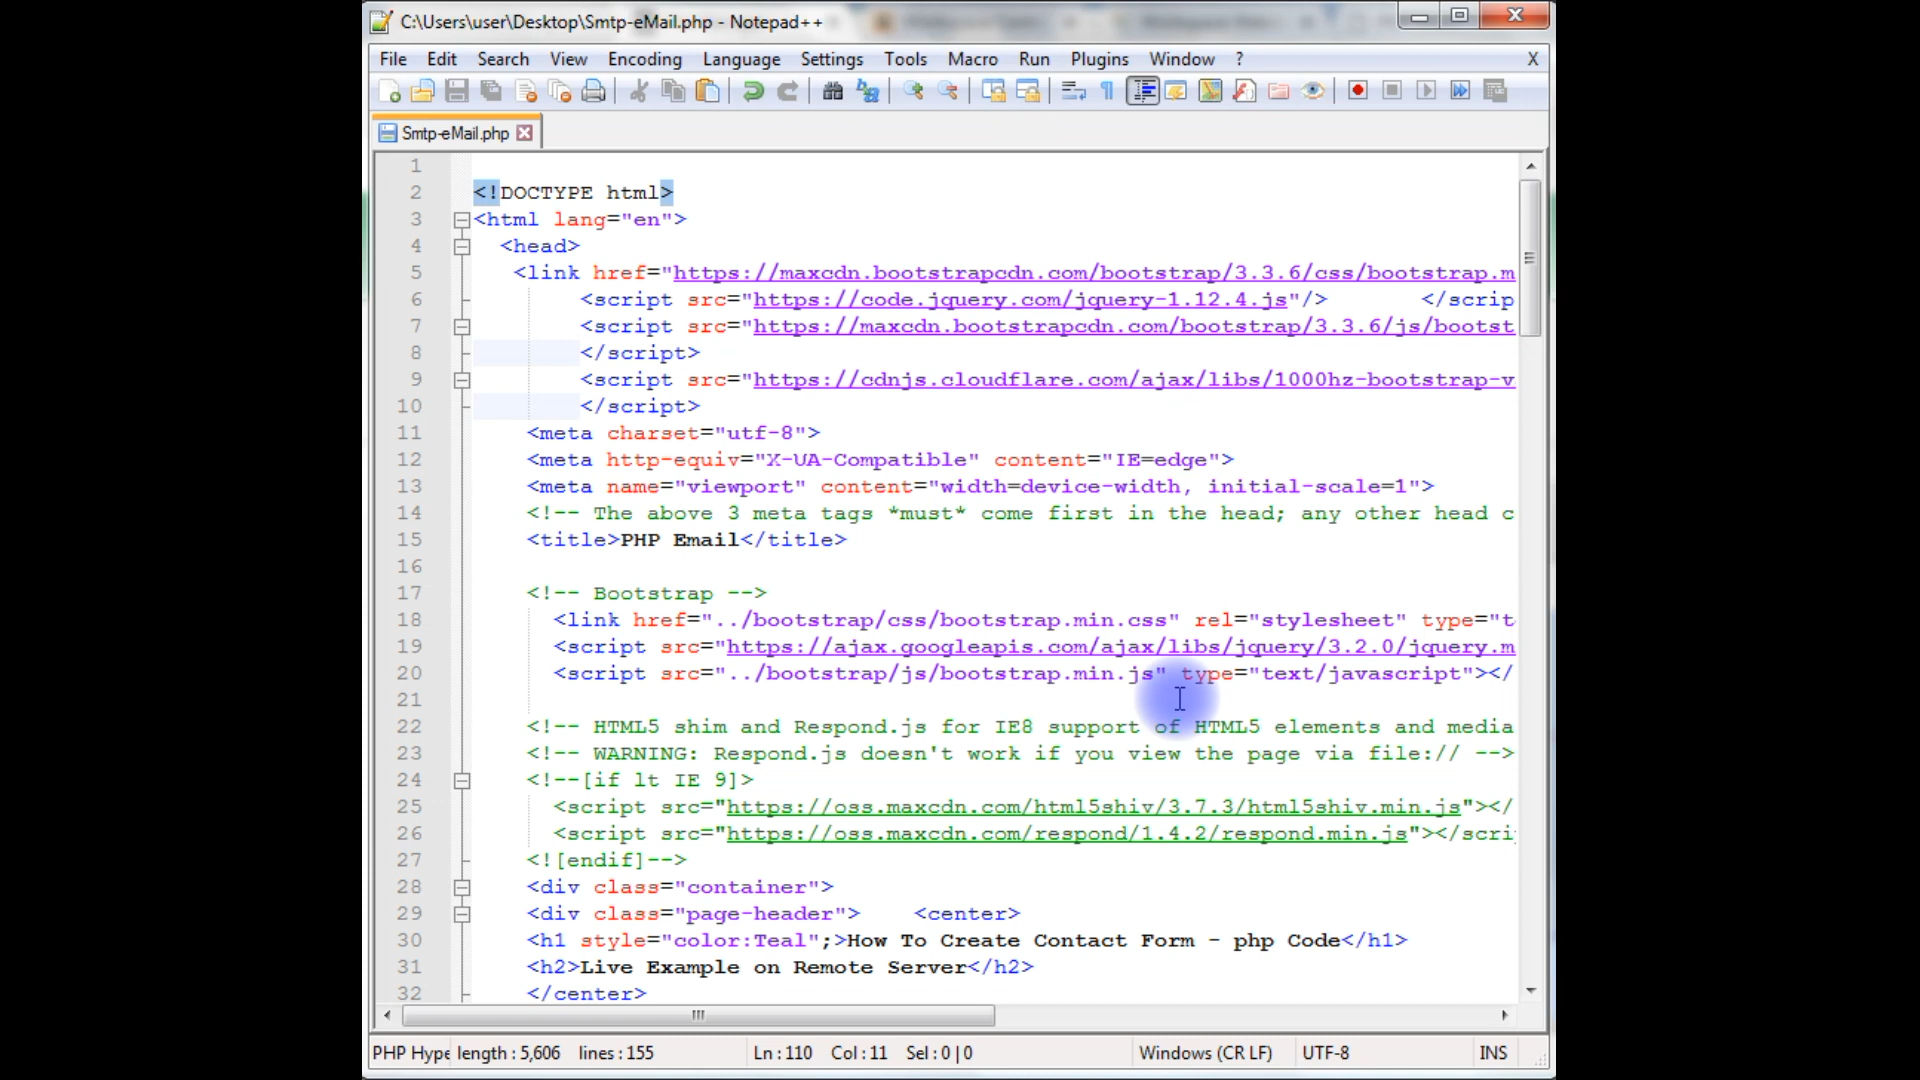 C:\Users\user\Desktop\Smtp-eMail.php - Notepad++
File Edit Search View Encoding Language Settings Tools Macro Run Plugins Window ? X
Smtp-eMail.php
1
2 <!DOCTYPE html>
3 <html lang="en">
4 <head>
5 <link href="https://maxcdn.bootstrapcdn.com/bootstrap/3.3.6/css/bootstrap.m
6 <script src="https://code.jquery.com/jquery-1.12.4.js"/> </scrip
7 <script src="https://maxcdn.bootstrapcdn.com/bootstrap/3.3.6/js/bootst
8 </script>
9 <script src="https://cdnjs.cloudflare.com/ajax/libs/1000hz-bootstrap-v
10 </script>
11 <meta charset="utf-8">
12 <meta http-equiv="X-UA-Compatible" content="IE=edge">
13 <meta name="viewport" content="width=device-width, initial-scale=1">
14 <!-- The above 3 meta tags *must* come first in the head; any other head c
15 <title>PHP Email</title>
16
17 <!-- Bootstrap -->
18 <link href="../bootstrap/css/bootstrap.min.css" rel="stylesheet" type="t
19 <script src="https://ajax.googleapis.com/ajax/libs/jquery/3.2.0/jquery.m
20 <script src="../bootstrap/js/bootstrap.min.js" type="text/javascript"></
21
22 <!-- HTML5 shim and Respond.js for IE8 support of HTML5 elements and media
23 <!-- WARNING: Respond.js doesn't work if you view the page via file:// -->
24 <!--[if lt IE 9]>
25 <script src="https://oss.maxcdn.com/html5shiv/3.7.3/html5shiv.min.js"></
26 <script src="https://oss.maxcdn.com/respond/1.4.2/respond.min.js"></scri
27 <![endif]-->
28 <div class="container">
29 <div class="page-header"> <center>
30 <h1 style="color:Teal";>How To Create Contact Form - php Code</h1>
31 <h2>Live Example on Remote Server</h2>
32 </center>
PHP Hype length : 5,606 lines : 155 Ln : 110 Col : 11 Sel : 0 | 0 Windows (CR LF) UTF-8 INS